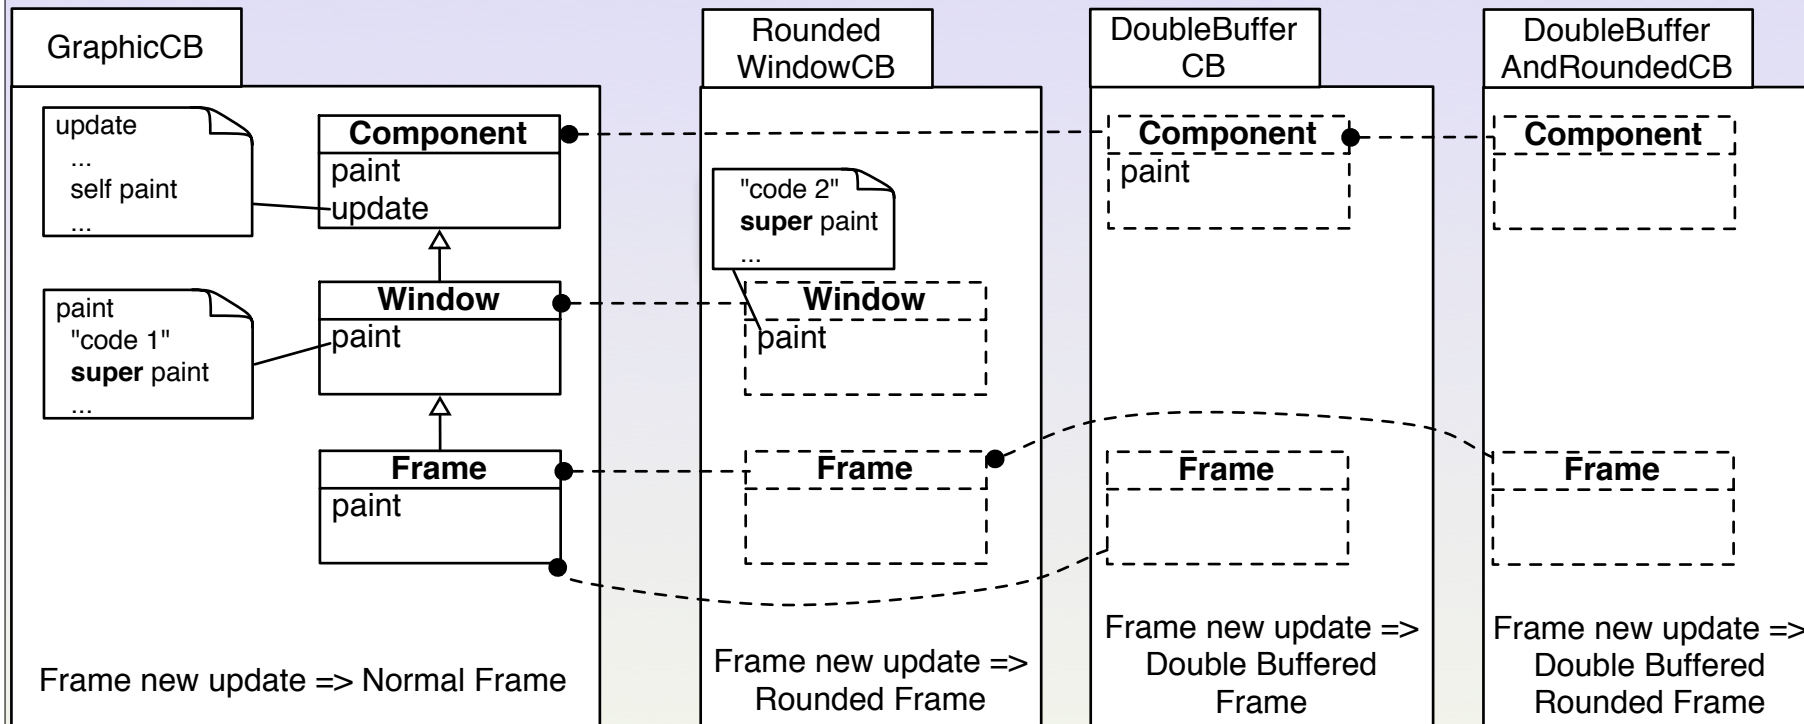 GraphicCB
update
...
self paint
...
Component
paint
update
paint
"code 1"
super paint
...
Window
paint
Frame
paint
Frame new update => Normal Frame
Rounded
WindowCB
"code 2"
super paint
...
Window
paint
Frame
Frame new update =>
Rounded Frame
DoubleBuffer
CB
Component
paint
Frame
Frame new update =>
Double Buffered
Frame
DoubleBuffer
AndRoundedCB
Component
Frame
Frame new update =>
Double Buffered
Rounded Frame